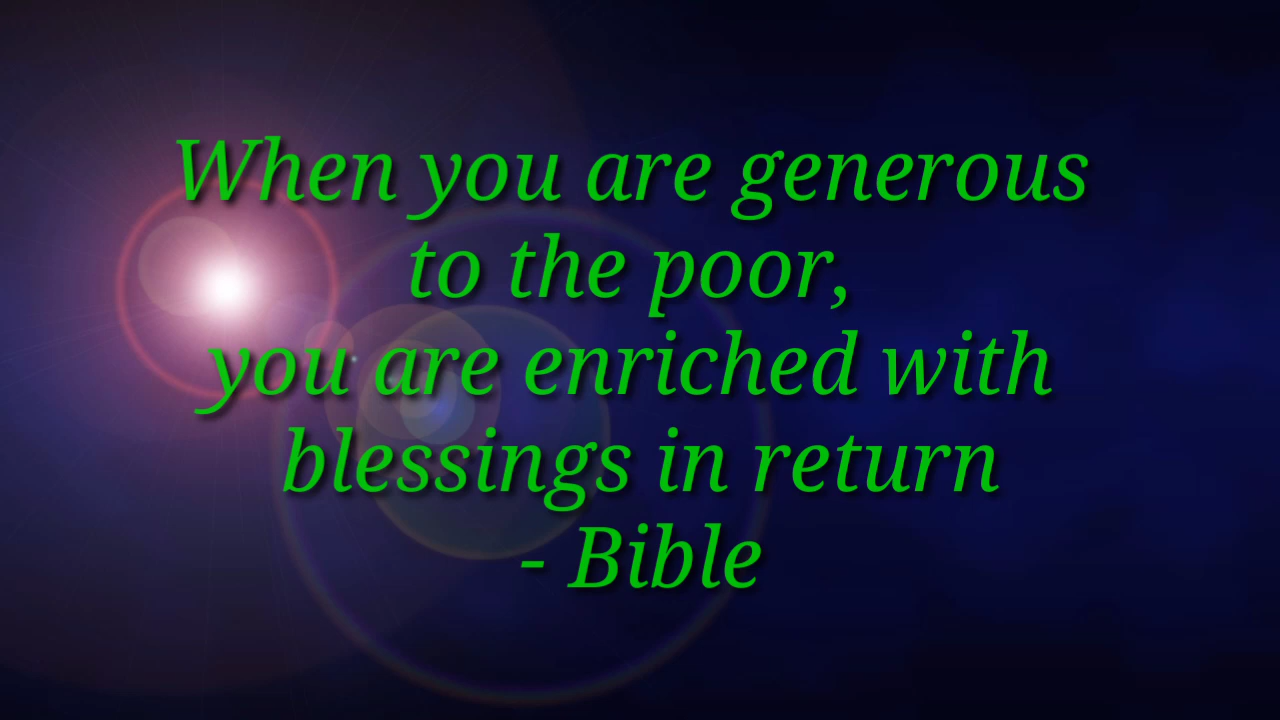 When you are generous
to the poor,
you are enriched with
blessings in return
- Bible